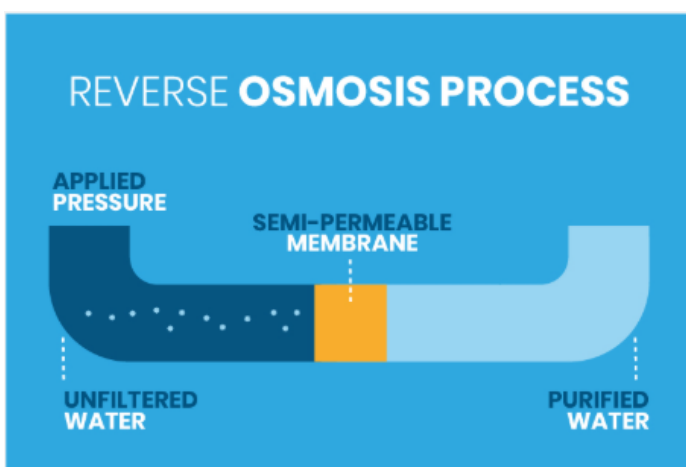 REVERSE OSMOSIS PROCESS
APPLIED
PRESSURE
SEMI-PERMEABLE
MEMBRANE
UNFILTERED
WATER
PURIFIED
WATER